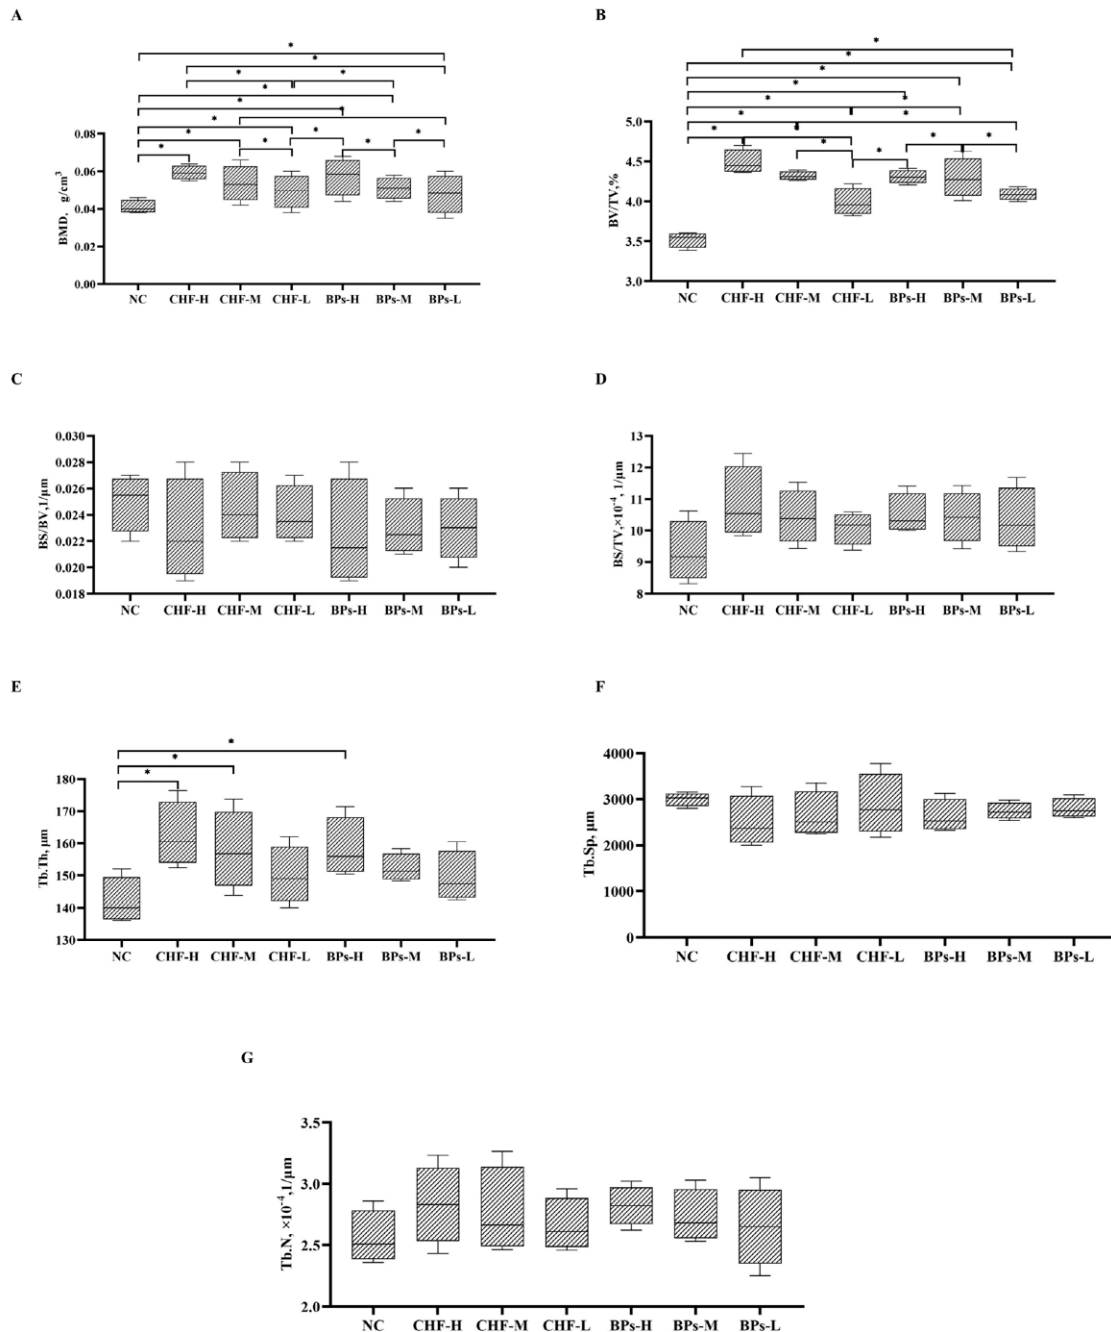 A
B
* * * * * * * * * * * * * * *
BMD, g/cm3
0.08
0.06
0.04
0.02
0.00
NC CHF-H CHF-M CHF-L BPs-H BPs-M BPs-L
* * * * * * * * * * * * * * *
BV/TV,%
5.0
4.5
4.0
3.5
3.0
NC CHF-H CHF-M CHF-L BPs-H BPs-M BPs-L
C
D
BS/BV,1/μm
0.030
0.028
0.026
0.024
0.022
0.020
0.018
NC CHF-H CHF-M CHF-L BPs-H BPs-M BPs-L
BS/TV,×10⁻⁴, 1/μm
13
12
11
10
9
8
NC CHF-H CHF-M CHF-L BPs-H BPs-M BPs-L
E
F
* * *
Tb.Th, μm
180
170
160
150
140
130
NC CHF-H CHF-M CHF-L BPs-H BPs-M BPs-L
Tb.Sp, μm
4000
3000
2000
1000
0
NC CHF-H CHF-M CHF-L BPs-H BPs-M BPs-L
G
Tb.N, ×10⁻⁴,1/μm
3.5
3.0
2.5
2.0
NC CHF-H CHF-M CHF-L BPs-H BPs-M BPs-L